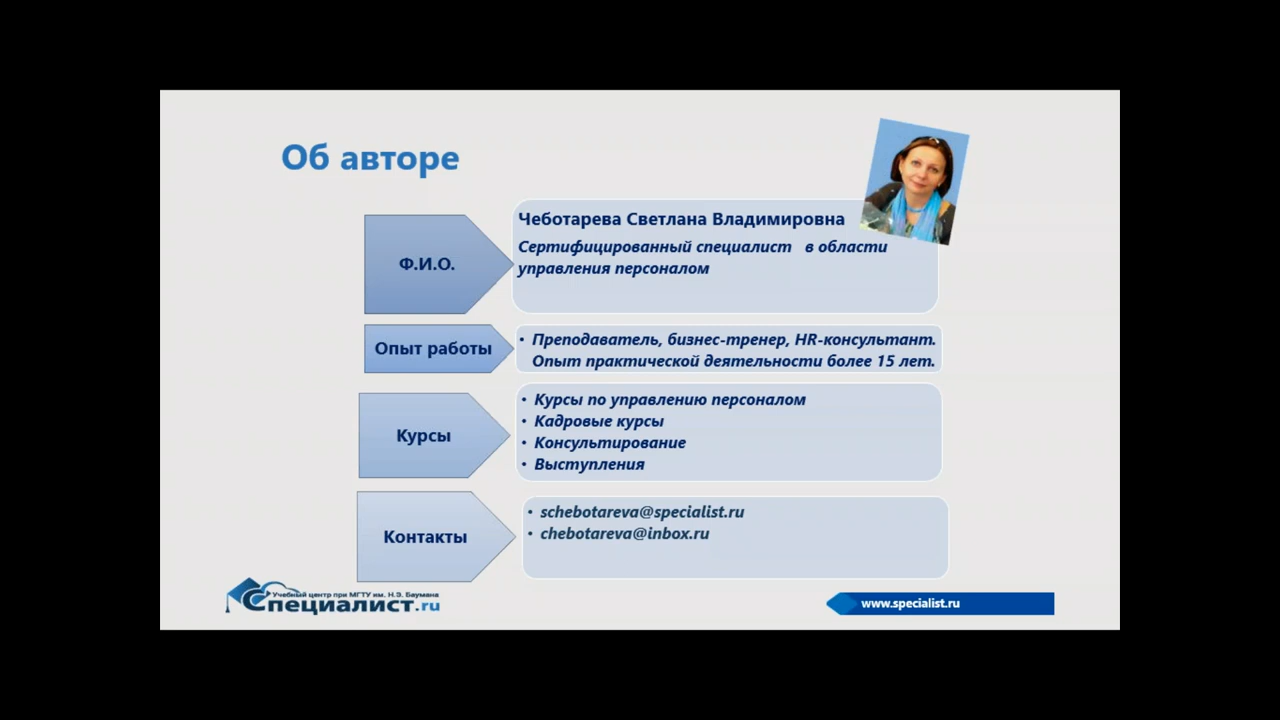 Об авторе
Ф.И.О.
Чеботарева Светлана Владимировна
Сертифицированный специалист в области
управления персоналом
Опыт работы
• Преподаватель, бизнес-тренер, HR-консультант.
Опыт практической деятельности более 15 лет.
Курсы
• Курсы по управлению персоналом
• Кадровые курсы
• Консультирование
• Выступления
Контакты
• schebotareva@specialist.ru
• chebotareva@inbox.ru
Учебный центр при МГТУ им. Н.Э. Баумана
Специалист.ru
www.specialist.ru